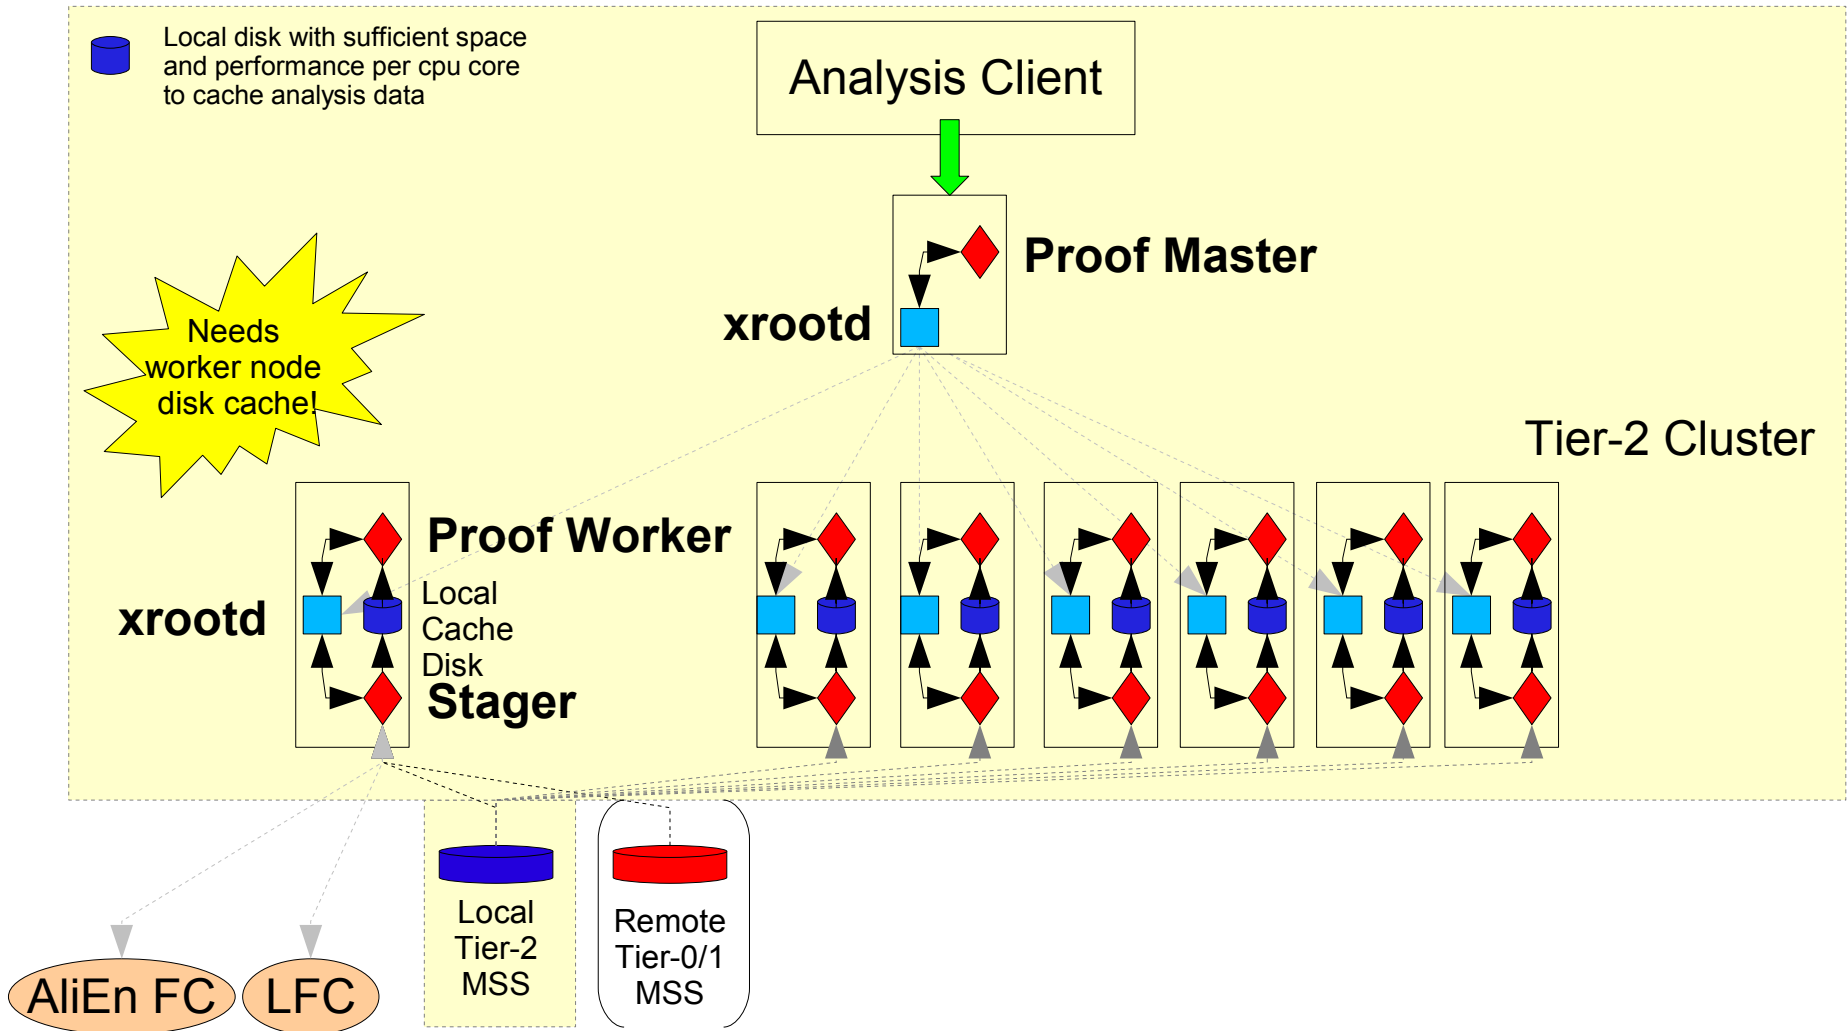 Local disk with sufficient space
and performance per cpu core
to cache analysis data
Analysis Client
Proof Master
xrootd
Needs
worker node
disk cache!
Tier-2 Cluster
Proof Worker
xrootd
Local
Cache
Disk
Stager
Local
Tier-2
MSS
Remote
Tier-0/1
MSS
AliEn FC
LFC